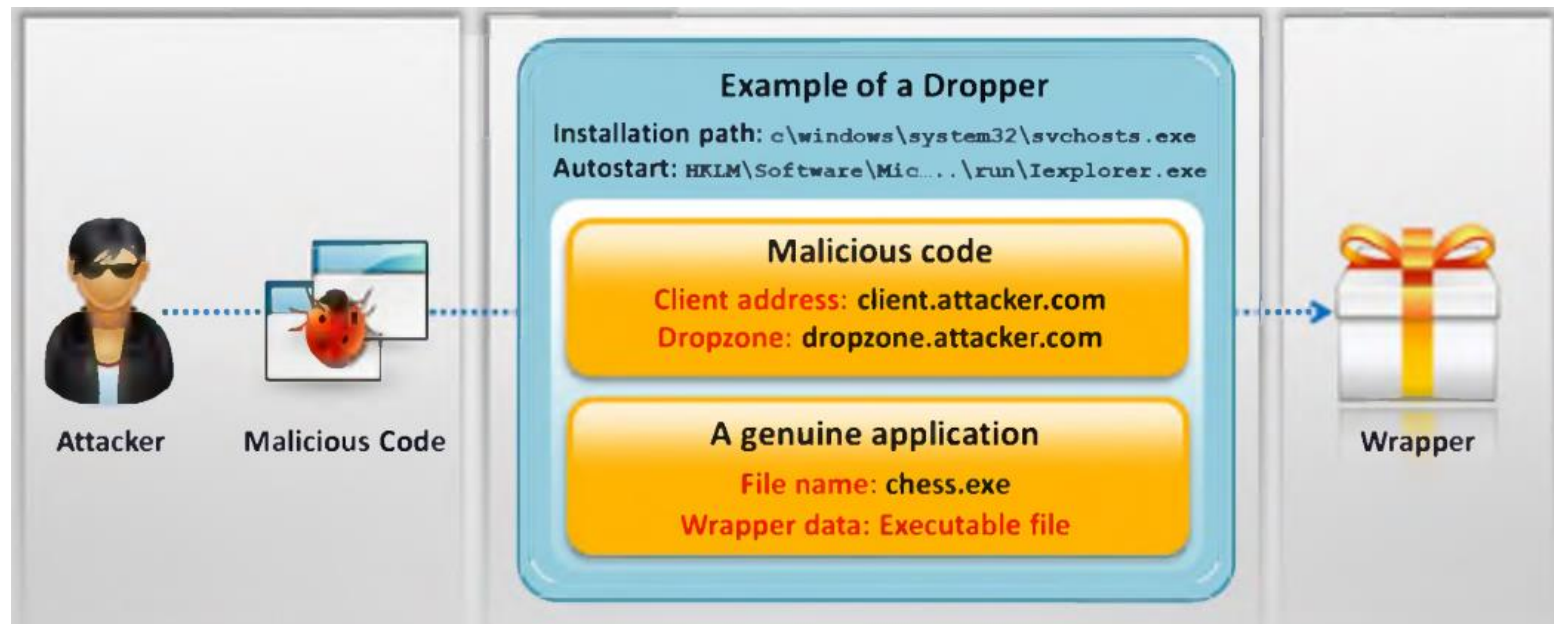 Example of a Dropper
Installation path: c\windows\system32\svchosts.exe
Autostart: HKLM\Software\Mic.....\run\Iexplorer.exe
Malicious code
Client address: client.attacker.com
Dropzone: dropzone.attacker.com
A genuine application
File name: chess.exe
Wrapper data: Executable file
Attacker
Malicious Code
Wrapper